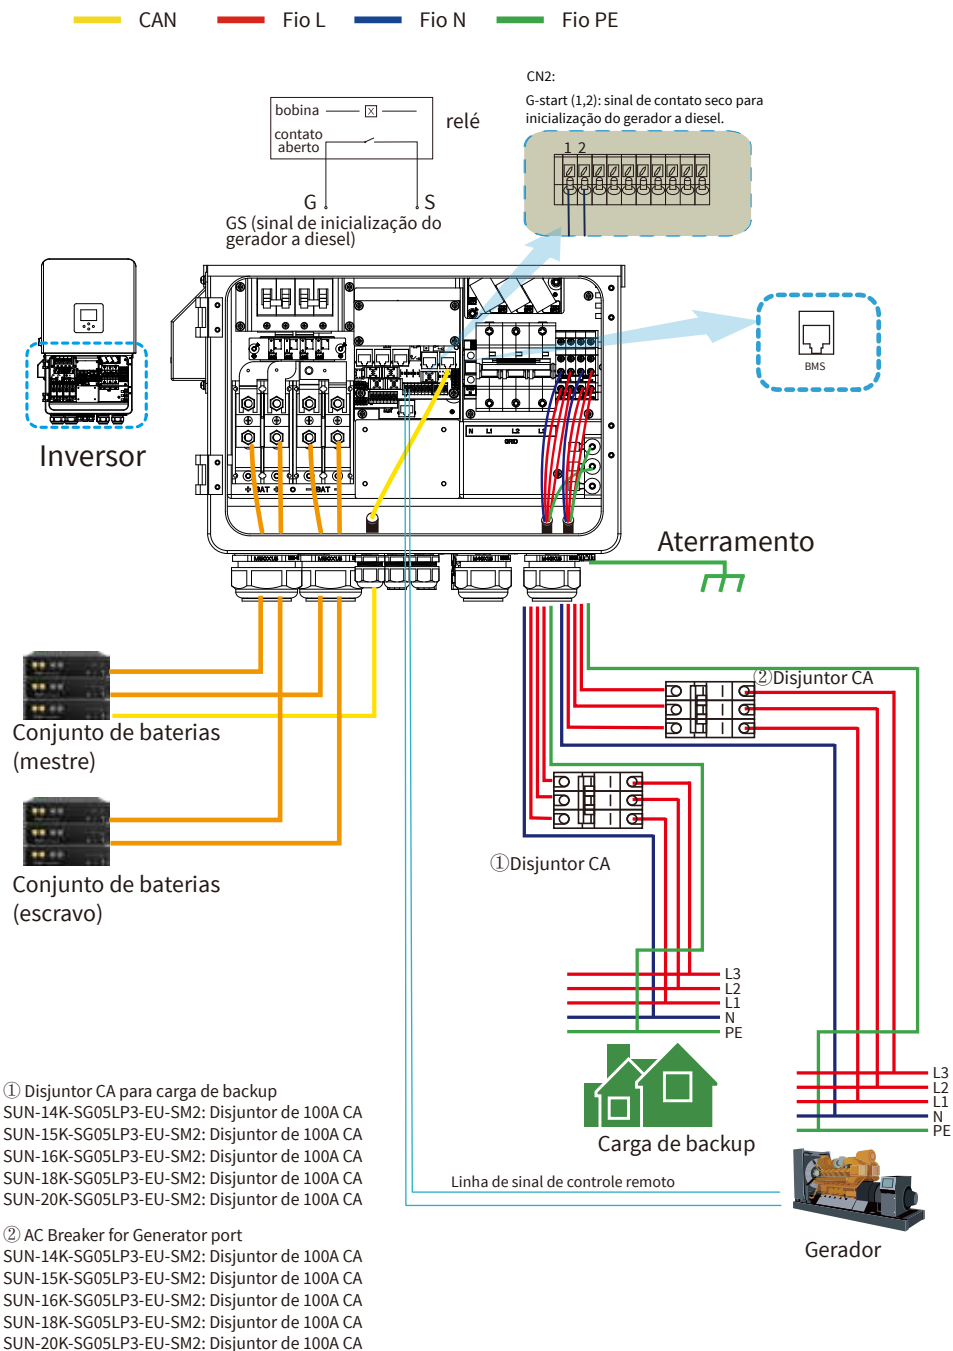 CAN
Fio L
Fio N
Fio PE
CN2:
G-start (1,2): sinal de contato seco para
inicialização do gerador a diesel.
1 2
bobina
contato
aberto
relé
G
S
GS (sinal de inicialização do
gerador a diesel)
BMS
Inversor
N L1 L2 L3
GRID
+ BAT +
- BAT -
Aterramento
②Disjuntor CA
Conjunto de baterias
(mestre)
①Disjuntor CA
Conjunto de baterias
(escravo)
L3
L2
L1
N
PE
L3
L2
L1
N
PE
Carga de backup
Linha de sinal de controle remoto
Gerador
① Disjuntor CA para carga de backup
SUN-14K-SG05LP3-EU-SM2: Disjuntor de 100A CA
SUN-15K-SG05LP3-EU-SM2: Disjuntor de 100A CA
SUN-16K-SG05LP3-EU-SM2: Disjuntor de 100A CA
SUN-18K-SG05LP3-EU-SM2: Disjuntor de 100A CA
SUN-20K-SG05LP3-EU-SM2: Disjuntor de 100A CA
② AC Breaker for Generator port
SUN-14K-SG05LP3-EU-SM2: Disjuntor de 100A CA
SUN-15K-SG05LP3-EU-SM2: Disjuntor de 100A CA
SUN-16K-SG05LP3-EU-SM2: Disjuntor de 100A CA
SUN-18K-SG05LP3-EU-SM2: Disjuntor de 100A CA
SUN-20K-SG05LP3-EU-SM2: Disjuntor de 100A CA